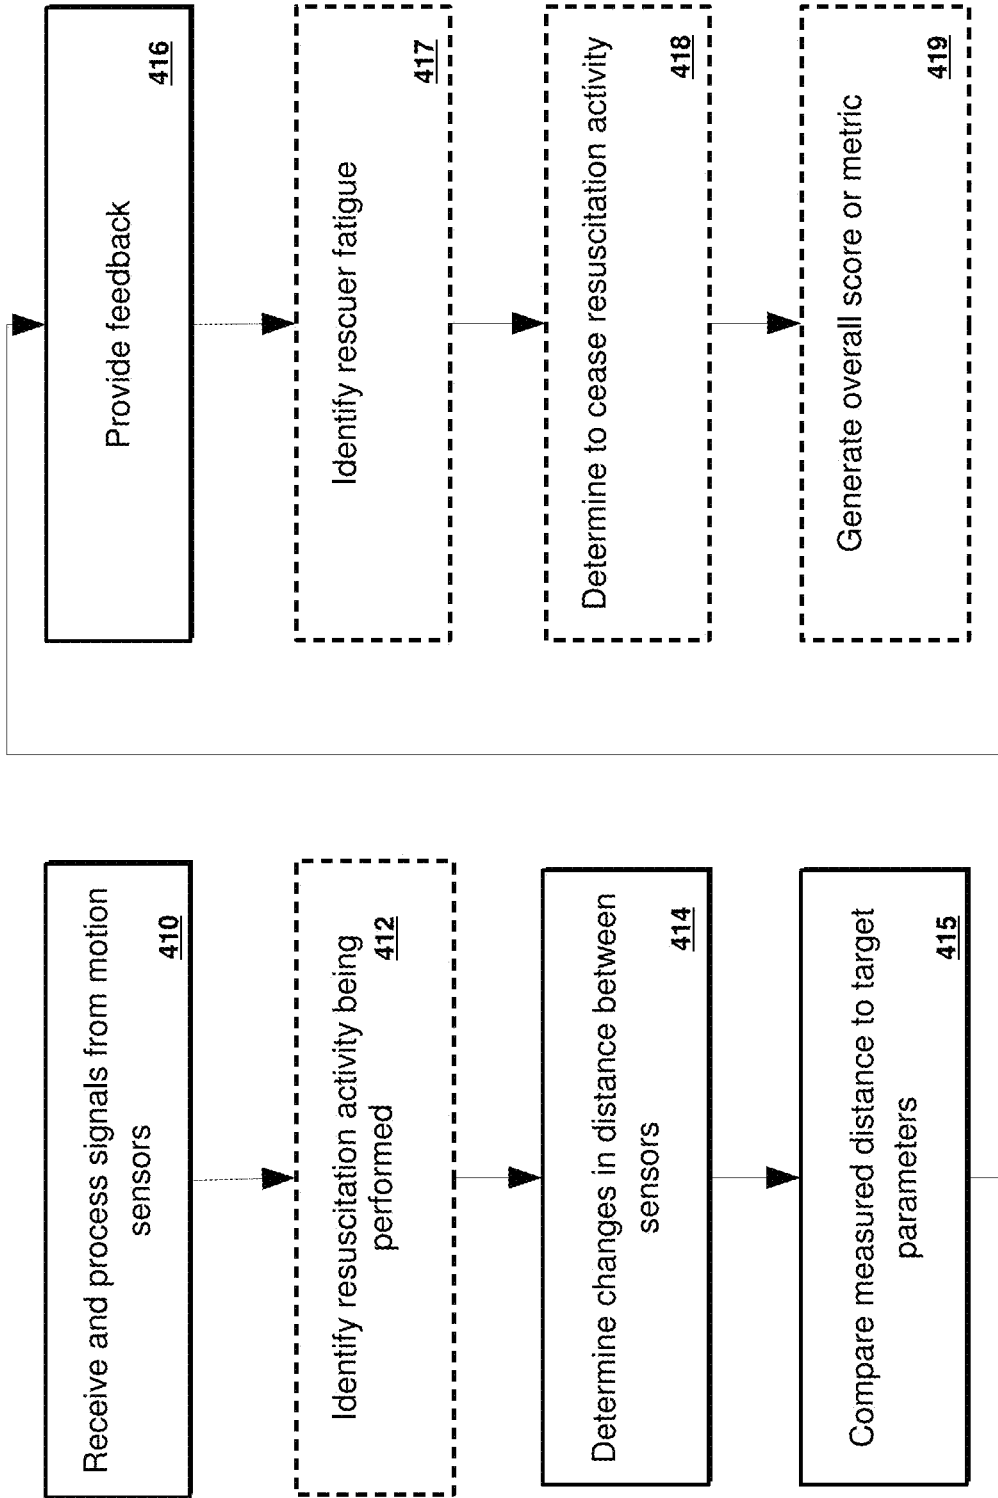 Receive and process signals from motion
sensors
410
Identify resuscitation activity being
performed
412
Determine changes in distance between
sensors
414
Compare measured distance to target
parameters
415
Provide feedback
416
Identify rescuer fatigue
417
Determine to cease resuscitation activity
418
Generate overall score or metric
419